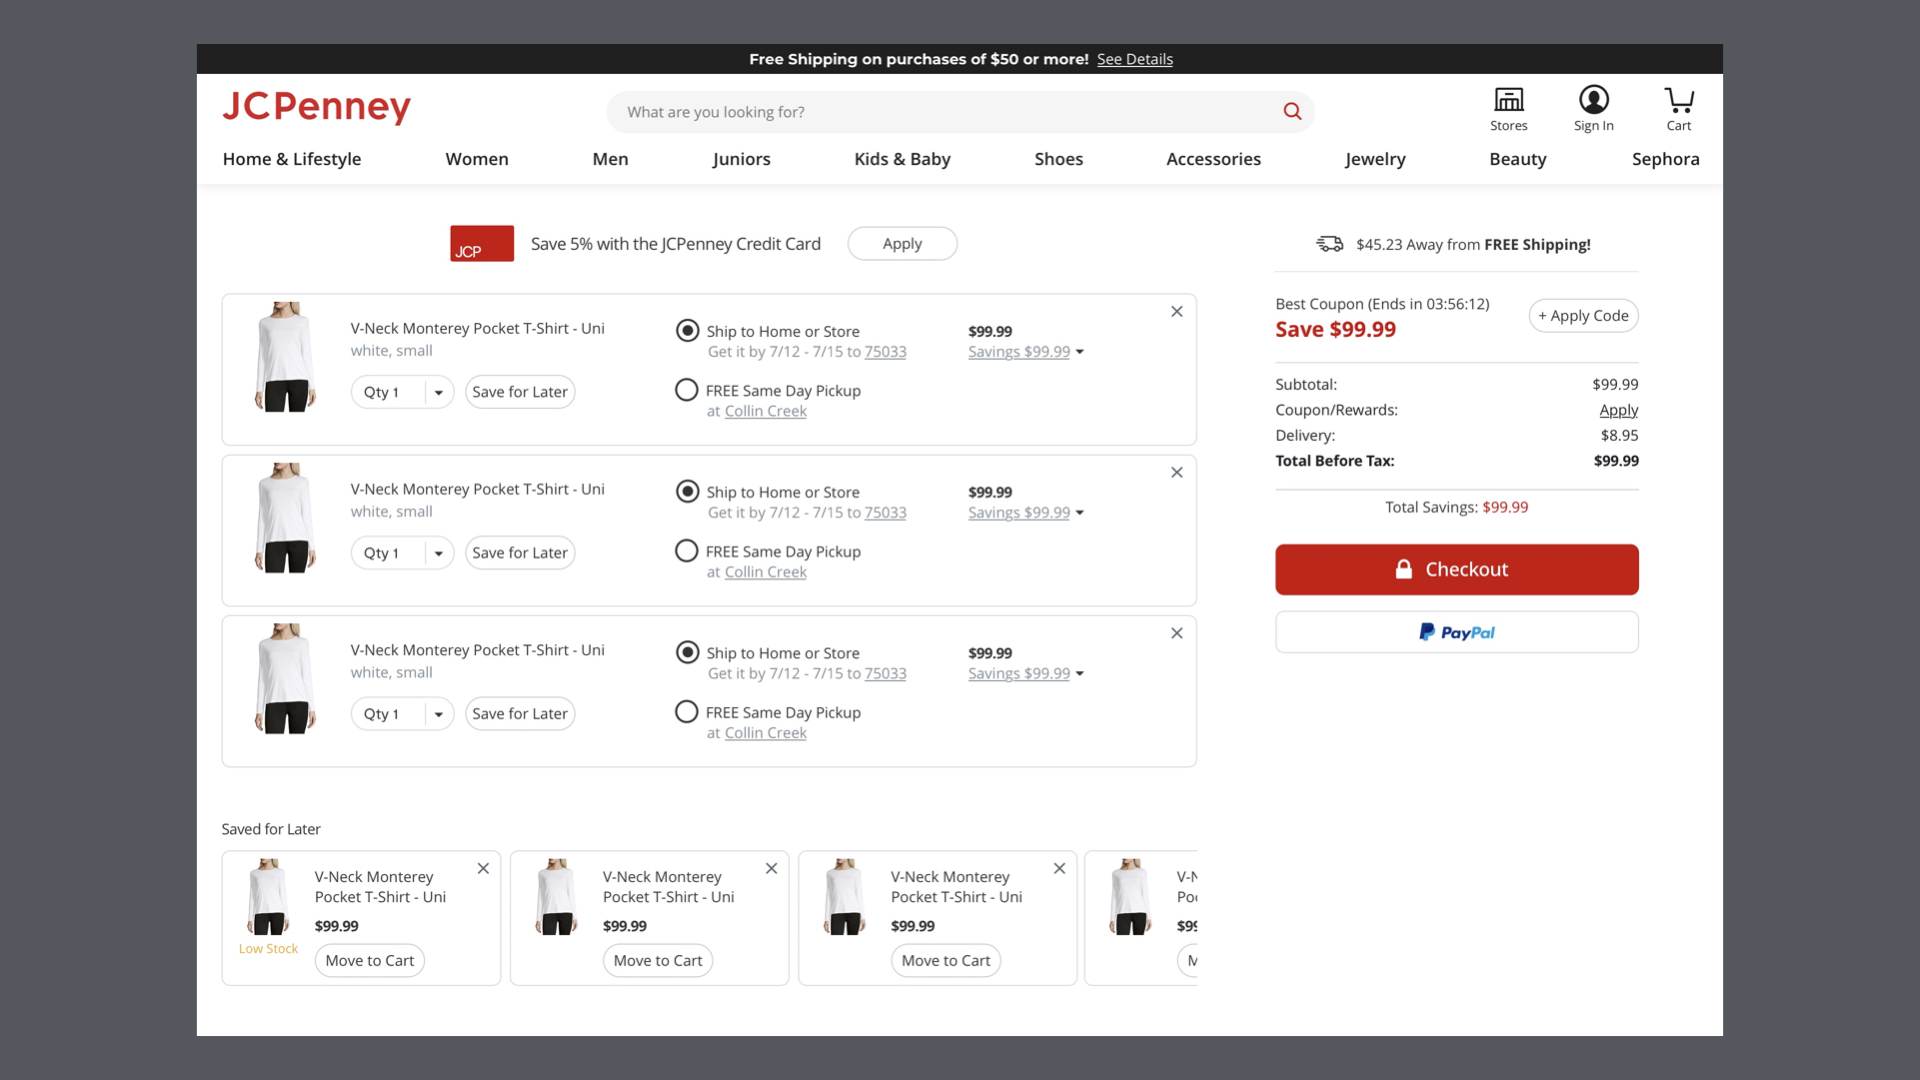 Free Shipping on purchases of $50 or more! See Details
JCPenney
What are you looking for?
Stores
Sign In
Cart
Home & Lifestyle
Women
Men
Juniors
Kids & Baby
Shoes
Accessories
Jewelry
Beauty
Sephora
JCP
Save 5% with the JCPenney Credit Card
Apply
V-Neck Monterey Pocket T-Shirt - Uni
white, small
Qty 1
Save for Later
Ship to Home or Store
Get it by 7/12 - 7/15 to 75033
FREE Same Day Pickup
at Collin Creek
$99.99
Savings $99.99
V-Neck Monterey Pocket T-Shirt - Uni
white, small
Qty 1
Save for Later
Ship to Home or Store
Get it by 7/12 - 7/15 to 75033
FREE Same Day Pickup
at Collin Creek
$99.99
Savings $99.99
V-Neck Monterey Pocket T-Shirt - Uni
white, small
Qty 1
Save for Later
Ship to Home or Store
Get it by 7/12 - 7/15 to 75033
FREE Same Day Pickup
at Collin Creek
$99.99
Savings $99.99
$45.23 Away from FREE Shipping!
Best Coupon (Ends in 03:56:12)
Save $99.99
+ Apply Code
Subtotal: $99.99
Coupon/Rewards: Apply
Delivery: $8.95
Total Before Tax: $99.99
Total Savings: $99.99
Checkout
PayPal
Saved for Later
V-Neck Monterey
Pocket T-Shirt - Uni
$99.99
Low Stock
Move to Cart
V-Neck Monterey
Pocket T-Shirt - Uni
$99.99
Move to Cart
V-Neck Monterey
Pocket T-Shirt - Uni
$99.99
Move to Cart